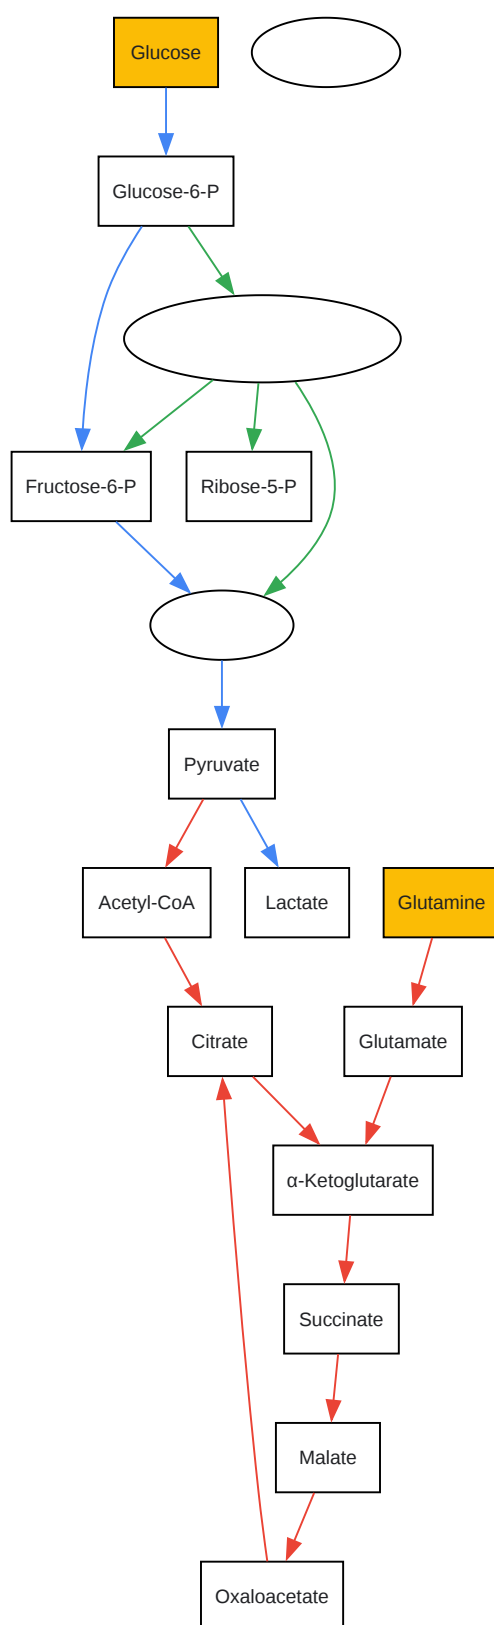 Glucose
Glucose-6-P
Fructose-6-P
Ribose-5-P
Pyruvate
Acetyl-CoA
Lactate
Glutamine
Citrate
Glutamate
α-Ketoglutarate
Succinate
Malate
Oxaloacetate